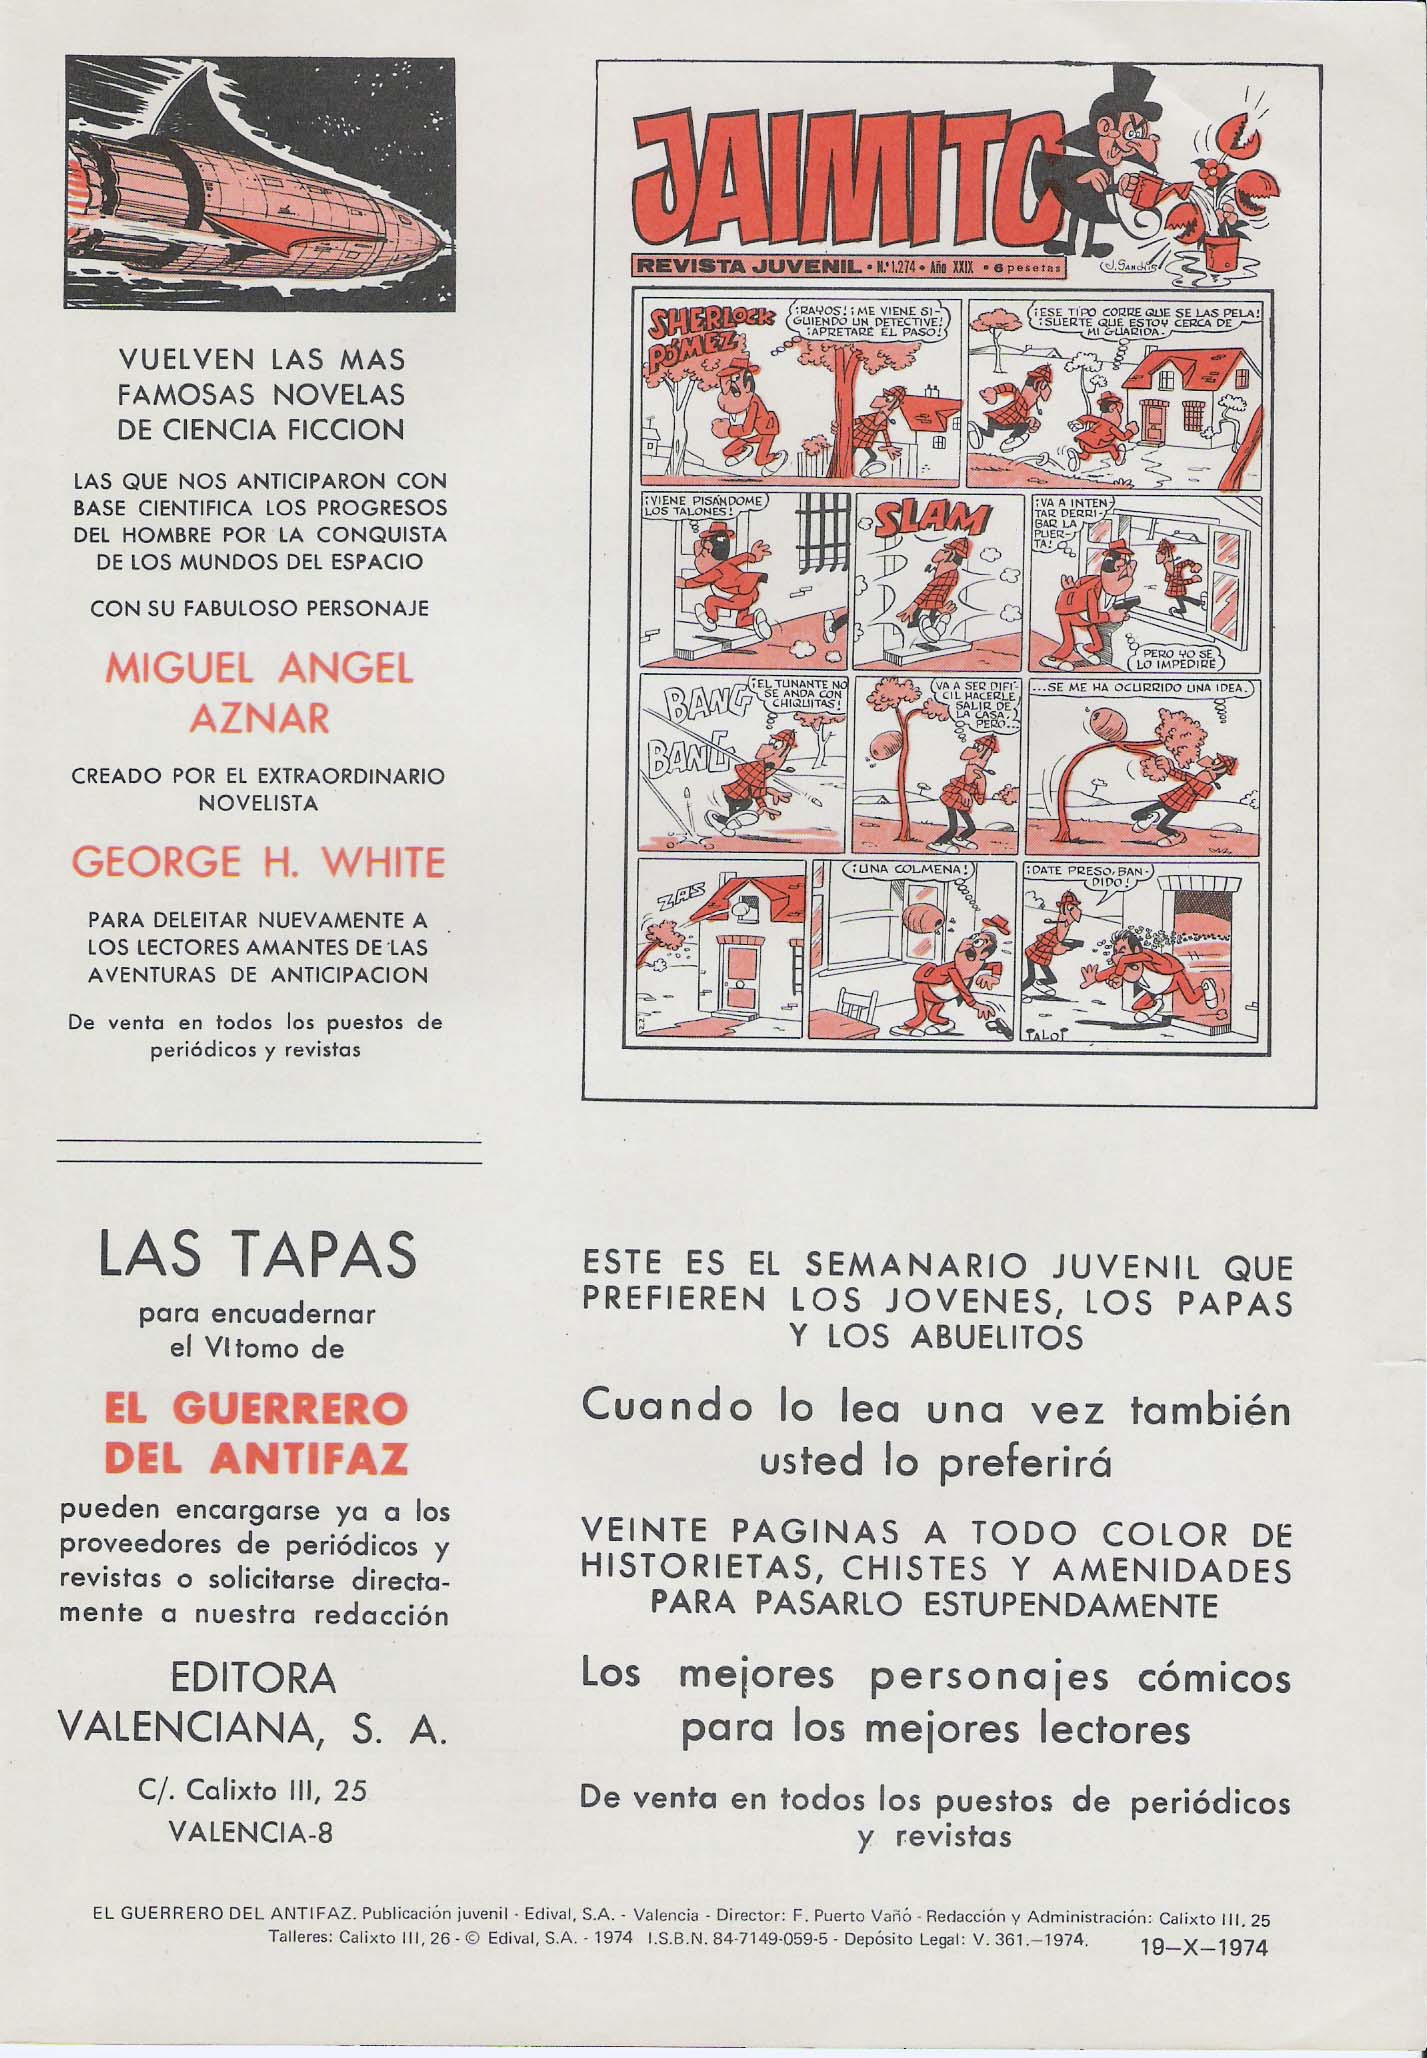 VUELVEN LAS MAS
FAMOSAS NOVELAS
DE CIENCIA FICCION
LAS QUE NOS ANTICIPARON CON
BASE CIENTIFICA LOS PROGRESOS
DEL HOMBRE POR LA CONQUISTA
DE LOS MUNDOS DEL ESPACIO
CON SU FABULOSO PERSONAJE
MIGUEL ANGEL
AZNAR
CREADO POR EL EXTRAORDINARIO
NOVELISTA
GEORGE H. WHITE
PARA DELEITAR NUEVAMENTE A
LOS LECTORES AMANTES DE LAS
AVENTURAS DE ANTICIPACION
De venta en todos los puestos de
periódicos y revistas
LAS TAPAS
para encuadernar
el VI tomo de
EL GUERRERO
DEL ANTIFAZ
pueden encargarse ya a los
proveedores de periódicos y
revistas o solicitarse directa-
mente a nuestra redacción
EDITORA
VALENCIANA, S. A.
C/. Calixto III, 25
VALENCIA-8
JAIMITO
J. SANCHIS
REVISTA JUVENIL • N.º 1.274 • Año XXIX • 6 pesetas
SHERLOCK
PÓMEZ
¡RAYOS! ¡ME VIENE SI-
GUIENDO UN DETECTIVE!
¡APRETARÉ EL PASO!
¡ESE TIPO CORRE QUE SE LAS PELA!
¡SUERTE QUE ESTOY CERCA DE
MI GUARIDA.
¡VIENE PISÁNDOME
LOS TALONES!
SLAM
¡VA A INTEN-
TAR DERRI-
BAR LA
PUER-
TA!
PERO YO SE
LO IMPEDIRÉ
BANG
BANG
¡EL TUNANTE NO
SE ANDA CON
CHIQUITAS!
VA A SER DIFI-
CIL HACERLE
SALIR DE
LA CASA,
PERO...
...SE ME HA OCURRIDO UNA IDEA.
ZAS
¡UNA COLMENA!
¡DATE PRESO, BAN-
DIDO!
ESTE ES EL SEMANARIO JUVENIL QUE
PREFIEREN LOS JOVENES, LOS PAPAS
Y LOS ABUELITOS
Cuando lo lea una vez también
usted lo preferirá
VEINTE PAGINAS A TODO COLOR DE
HISTORIETAS, CHISTES Y AMENIDADES
PARA PASARLO ESTUPENDAMENTE
Los mejores personajes cómicos
para los mejores lectores
De venta en todos los puestos de periódicos
y revistas
EL GUERRERO DEL ANTIFAZ. Publicación juvenil - Edival, S.A. - Valencia - Director: F. Puerto Vañó - Redacción y Administración: Calixto III, 25
Talleres: Calixto III, 26 - © Edival, S.A. - 1974 I.S.B.N. 84-7149-059-5 - Depósito Legal: V. 361.-1974. 19-X-1974